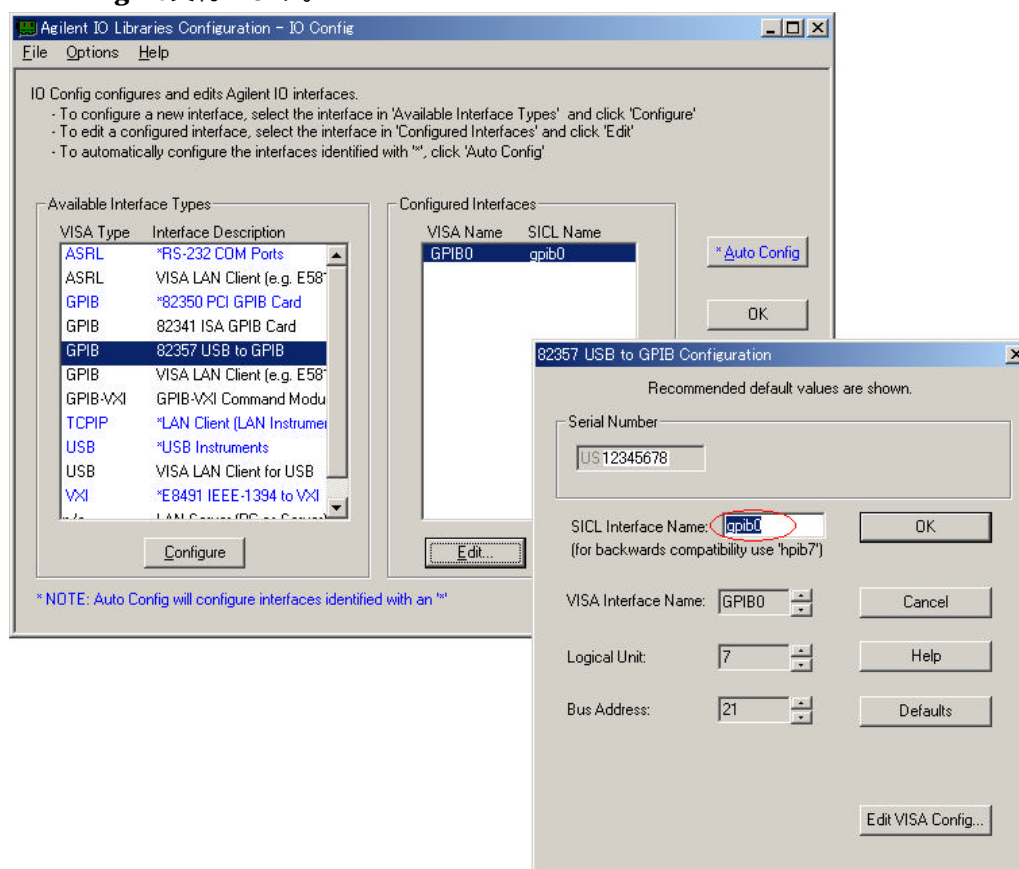 Agilent IO Libraries Configuration - IO Config
File Options Help
IO Config configures and edits Agilent IO interfaces.
- To configure a new interface, select the interface in 'Available Interface Types' and click 'Configure'
- To edit a configured interface, select the interface in 'Configured Interfaces' and click 'Edit'
- To automatically configure the interfaces identified with '*', click 'Auto Config'
Available Interface Types
VISA Type Interface Description
ASRL *RS-232 COM Ports
ASRL VISA LAN Client (e.g. E58
GPIB *82350 PCI GPIB Card
GPIB 82341 ISA GPIB Card
GPIB 82357 USB to GPIB
GPIB VISA LAN Client (e.g. E58
GPIB-VXI GPIB-VXI Command Modu
TCPIP *LAN Client (LAN Instrumen
USB *USB Instruments
USB VISA LAN Client for USB
VXI *E8491 IEEE-1394 to VXI
Configure
Configured Interfaces
VISA Name SICL Name
GPIB0 gpib0
Edit...
* Auto Config
OK
* NOTE: Auto Config will configure interfaces identified with an '*'
82357 USB to GPIB Configuration
Recommended default values are shown.
Serial Number
US 12345678
SICL Interface Name: gpib0
(for backwards compatibility use 'hpib7')
OK
VISA Interface Name: GPIB0
Cancel
Logical Unit: 7
Help
Bus Address: 21
Defaults
Edit VISA Config...